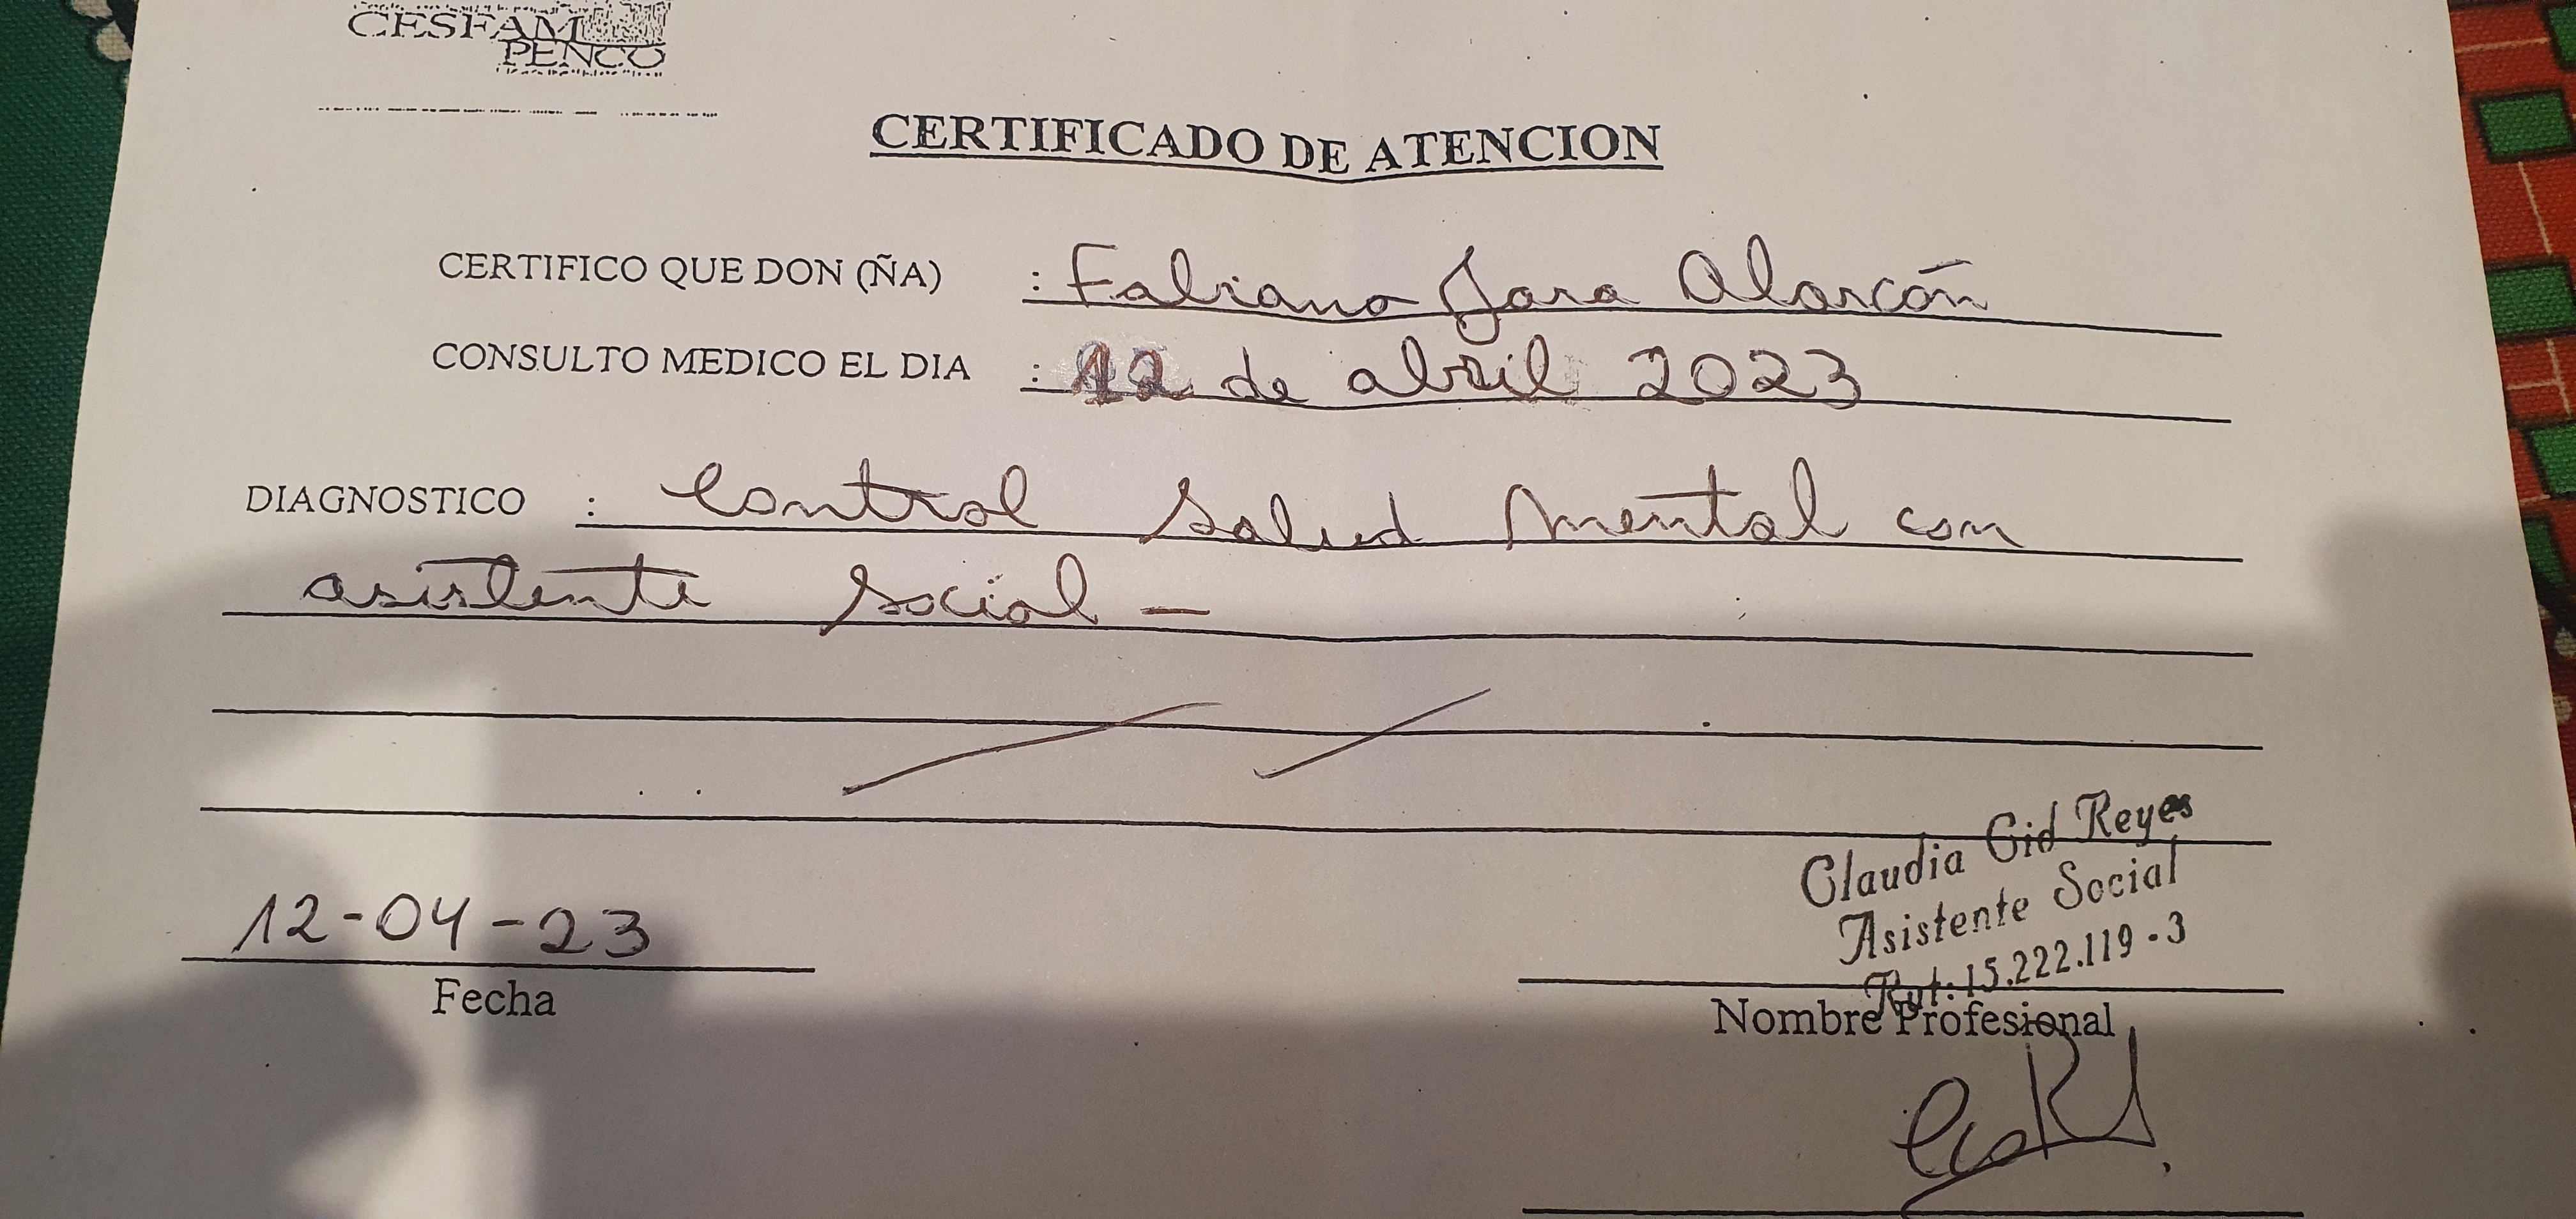 CESFAM
PENCO
CERTIFICADO DE ATENCION
CERTIFICO QUE DON (ÑA) : Fabiana Jara Alarcón
CONSULTO MEDICO EL DIA : 12 de abril 2023
DIAGNOSTICO : Control Salud Mental con
asistente Social -
Claudia Cid Reyes
Asistente Social
Rut: 15.222.119-3
12-04-23
Fecha
Nombre Profesional